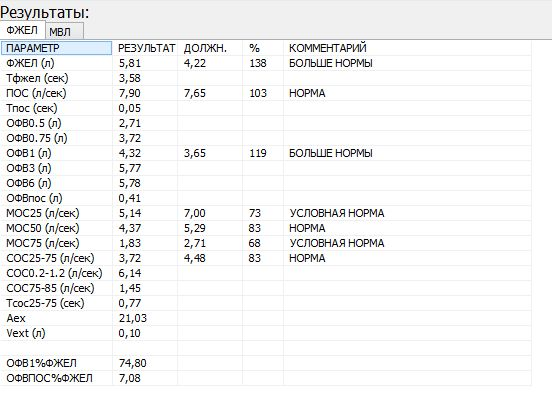 Результаты:
ФЖЕЛ МВЛ
ПАРАМЕТР РЕЗУЛЬТАТ ДОЛЖН. % КОММЕНТАРИЙ
ФЖЕЛ (л) 5,81 4,22 138 БОЛЬШЕ НОРМЫ
Тфжел (сек) 3,58
ПОС (л/сек) 7,90 7,65 103 НОРМА
Тпос (сек) 0,05
ОФВ0.5 (л) 2,71
ОФВ0.75 (л) 3,72
ОФВ1 (л) 4,32 3,65 119 БОЛЬШЕ НОРМЫ
ОФВ3 (л) 5,77
ОФВ6 (л) 5,78
ОФВпос (л) 0,41
МОС25 (л/сек) 5,14 7,00 73 УСЛОВНАЯ НОРМА
МОС50 (л/сек) 4,37 5,29 83 НОРМА
МОС75 (л/сек) 1,83 2,71 68 УСЛОВНАЯ НОРМА
СОС25-75 (л/сек) 3,72 4,48 83 НОРМА
СОС0.2-1.2 (л/сек) 6,14
СОС75-85 (л/сек) 1,45
Тсос25-75 (сек) 0,77
Aex 21,03
Vext (л) 0,10
ОФВ1%ФЖЕЛ 74,80
ОФВПОС%ФЖЕЛ 7,08